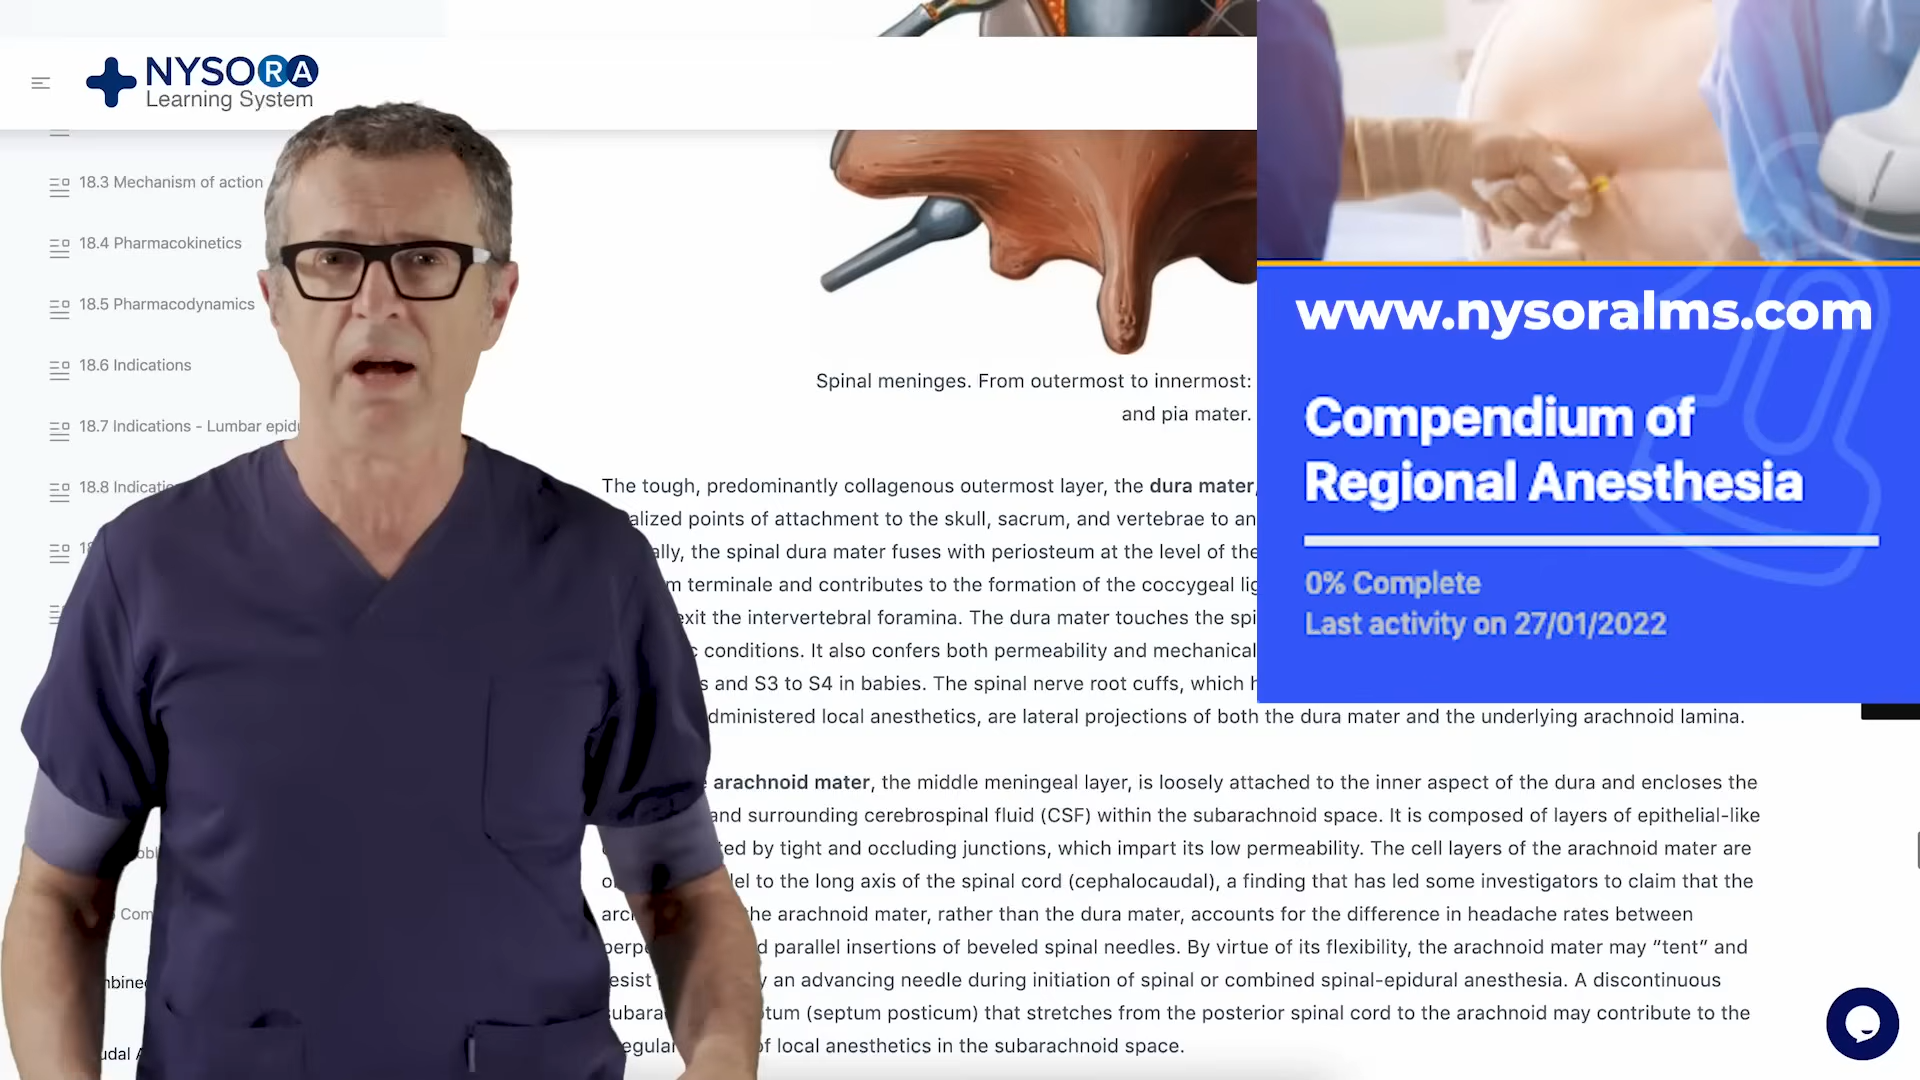 NYSORA
Learning System
18.3 Mechanism of action
18.4 Pharmacokinetics
18.5 Pharmacodynamics
18.6 Indications
18.7 Indications - Lumbar
18.8
Spinal meninges. From outermost to innermost:
and pia mater.
The tough, predominantly collagenous outermost layer, the dura mater,
points of attachment to the skull, sacrum, and vertebrae to
the spinal dura mater fuses with periosteum at the level of the
terminale and contributes to the formation of the coccygeal
exit the intervertebral foramina. The dura mater touches the
conditions. It also confers both permeability and mechanical
and S3 to S4 in babies. The spinal nerve root cuffs, which
administered local anesthetics, are lateral projections of both the dura mater and the underlying arachnoid lamina.
arachnoid mater, the middle meningeal layer, is loosely attached to the inner aspect of the dura and encloses the
and surrounding cerebrospinal fluid (CSF) within the subarachnoid space. It is composed of layers of epithelial-like
by tight and occluding junctions, which impart its low permeability. The cell layers of the arachnoid mater are
to the long axis of the spinal cord (cephalocaudal), a finding that has led some investigators to claim that the
the arachnoid mater, rather than the dura mater, accounts for the difference in headache rates between
parallel insertions of beveled spinal needles. By virtue of its flexibility, the arachnoid mater may “tent” and
resist by an advancing needle during initiation of spinal or combined spinal-epidural anesthesia. A discontinuous
(septum posticum) that stretches from the posterior spinal cord to the arachnoid may contribute to the
of local anesthetics in the subarachnoid space.
www.nysoralms.com
Compendium of
Regional Anesthesia
0% Complete
Last activity on 27/01/2022